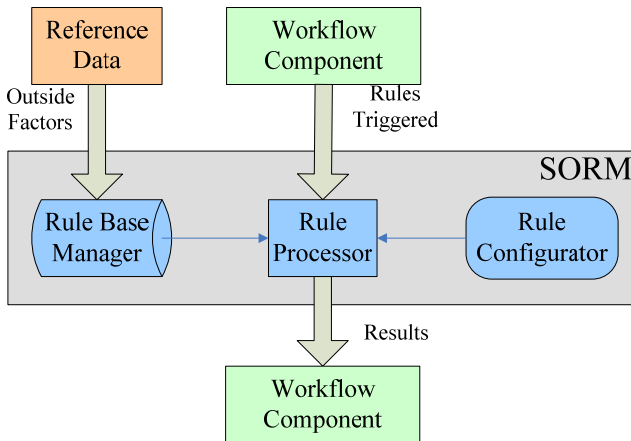 Reference
Data
Workflow
Component
Outside
Factors
Rules
Triggered
SORM
Rule Base
Manager
Rule
Processor
Rule
Configurator
Results
Workflow
Component